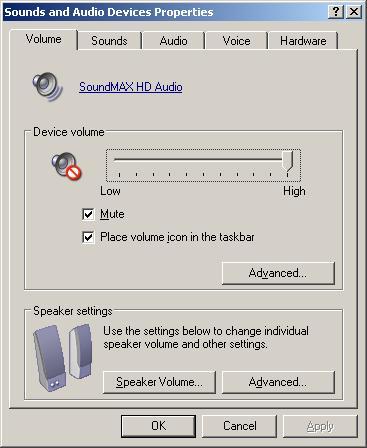 Sounds and Audio Devices Properties
Volume Sounds Audio Voice Hardware
SoundMAX HD Audio
Device volume
Low High
Mute
Place volume icon in the taskbar
Advanced...
Speaker settings
Use the settings below to change individual
speaker volume and other settings.
Speaker Volume... Advanced...
OK Cancel Apply